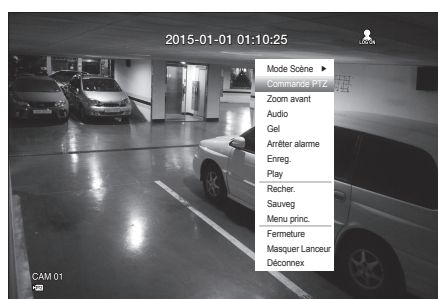 2015-01-01 01:10:25
LOG ON
Mode Scène
Commande PTZ
Zoom avant
Audio
Gel
Arrêter alarme
Enreg.
Play
Recher.
Sauveg
Menu princ.
Fermeture
Masquer Lanceur
Déconnex
CAM 01